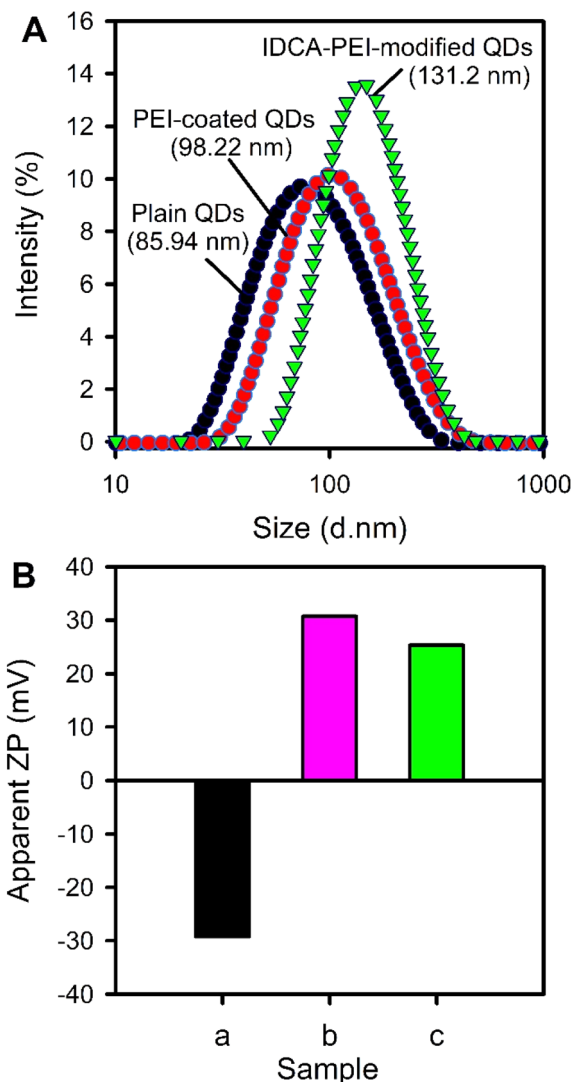 A
IDCA-PEI-modified QDs
(131.2 nm)
PEI-coated QDs
(98.22 nm)
Plain QDs
(85.94 nm)
Intensity (%)
16
14
12
10
8
6
4
2
0
10 100 1000
Size (d.nm)
B
Apparent ZP (mV)
40
30
20
10
0
-10
-20
-30
-40
a b c
Sample